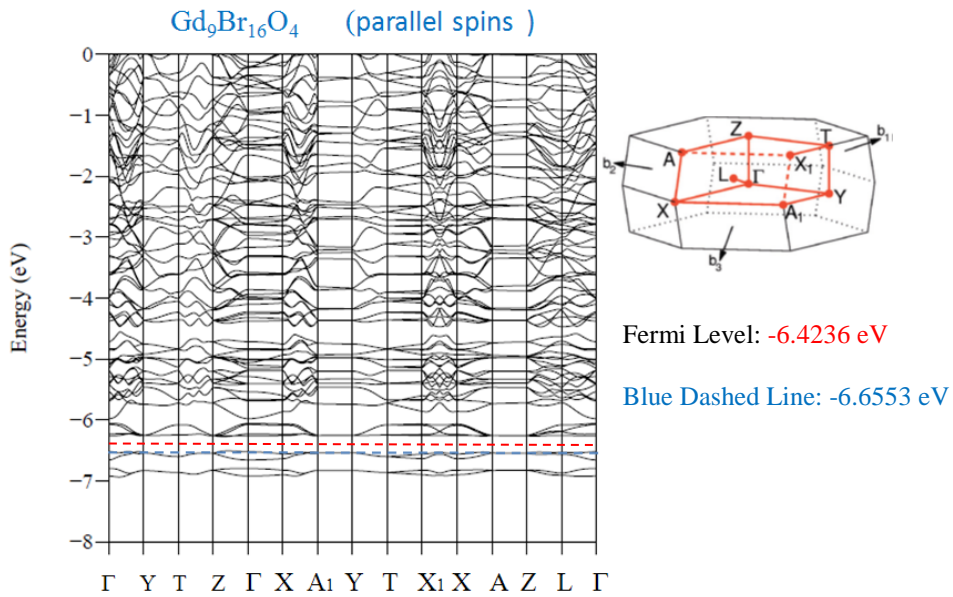 Gd₉Br₁₆O₄ (parallel spins )
Energy (eV)
0
−1
−2
−3
−4
−5
−6
−7
−8
Γ Y T Z Γ X A1 Y T X1 X A Z L Γ
Z
T
b1
A
X1
b2
L
Γ
Y
X
A1
b3
Fermi Level: -6.4236 eV
Blue Dashed Line: -6.6553 eV